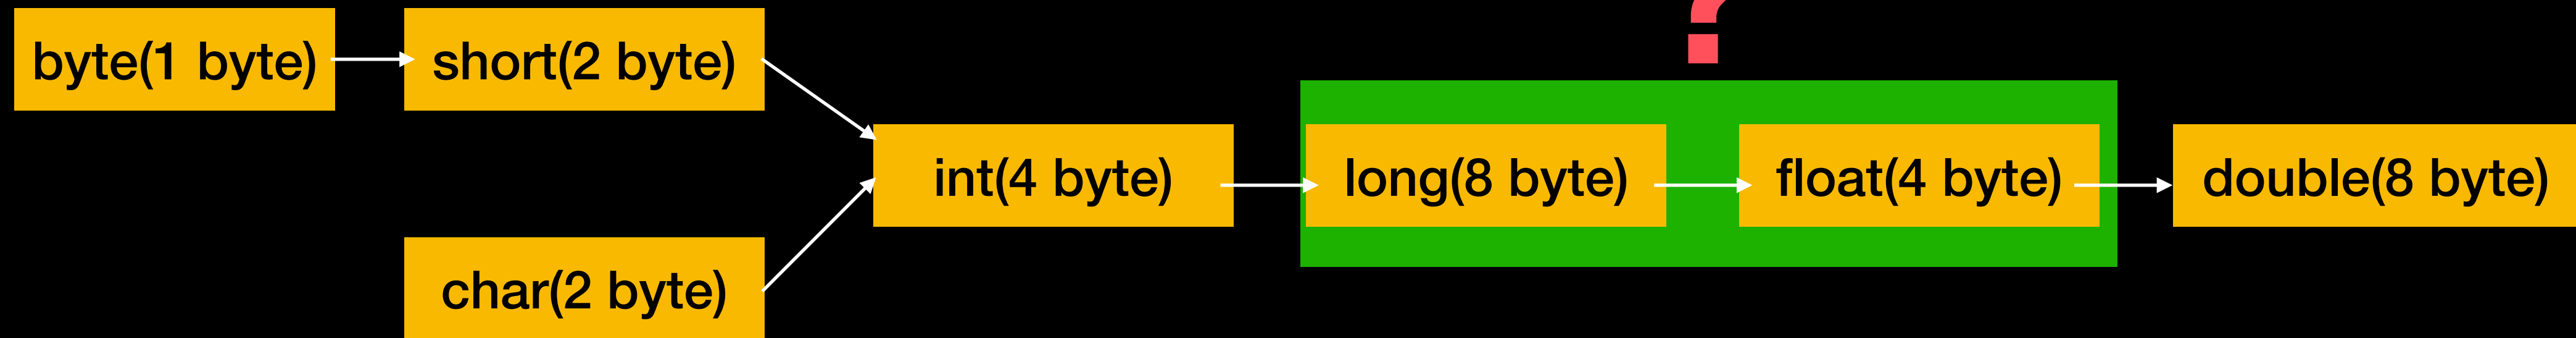 ?
byte(1 byte)
short(2 byte)
int(4 byte)
long(8 byte)
float(4 byte)
double(8 byte)
char(2 byte)